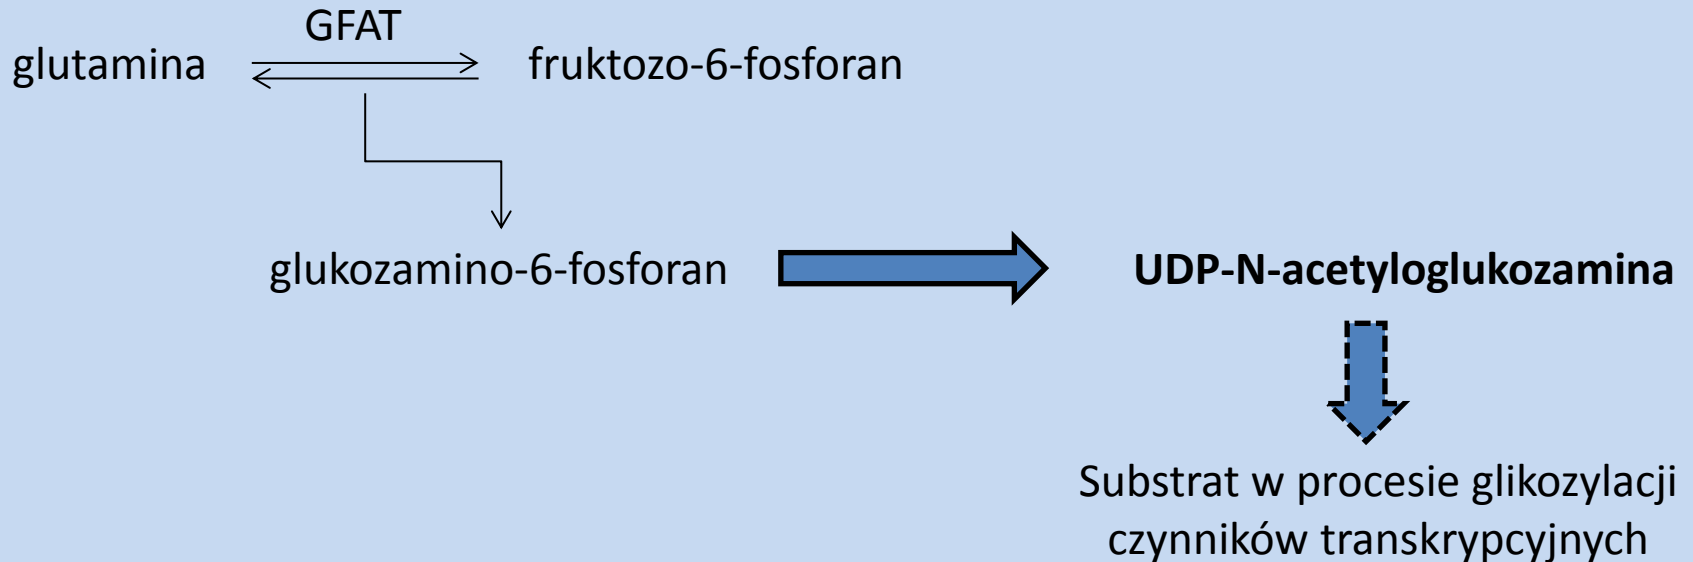 GFAT
glutamina
fruktozo-6-fosforan
glukozamino-6-fosforan
UDP-N-acetyloglukozamina
Substrat w procesie glikozylacji
czynników transkrypcyjnych